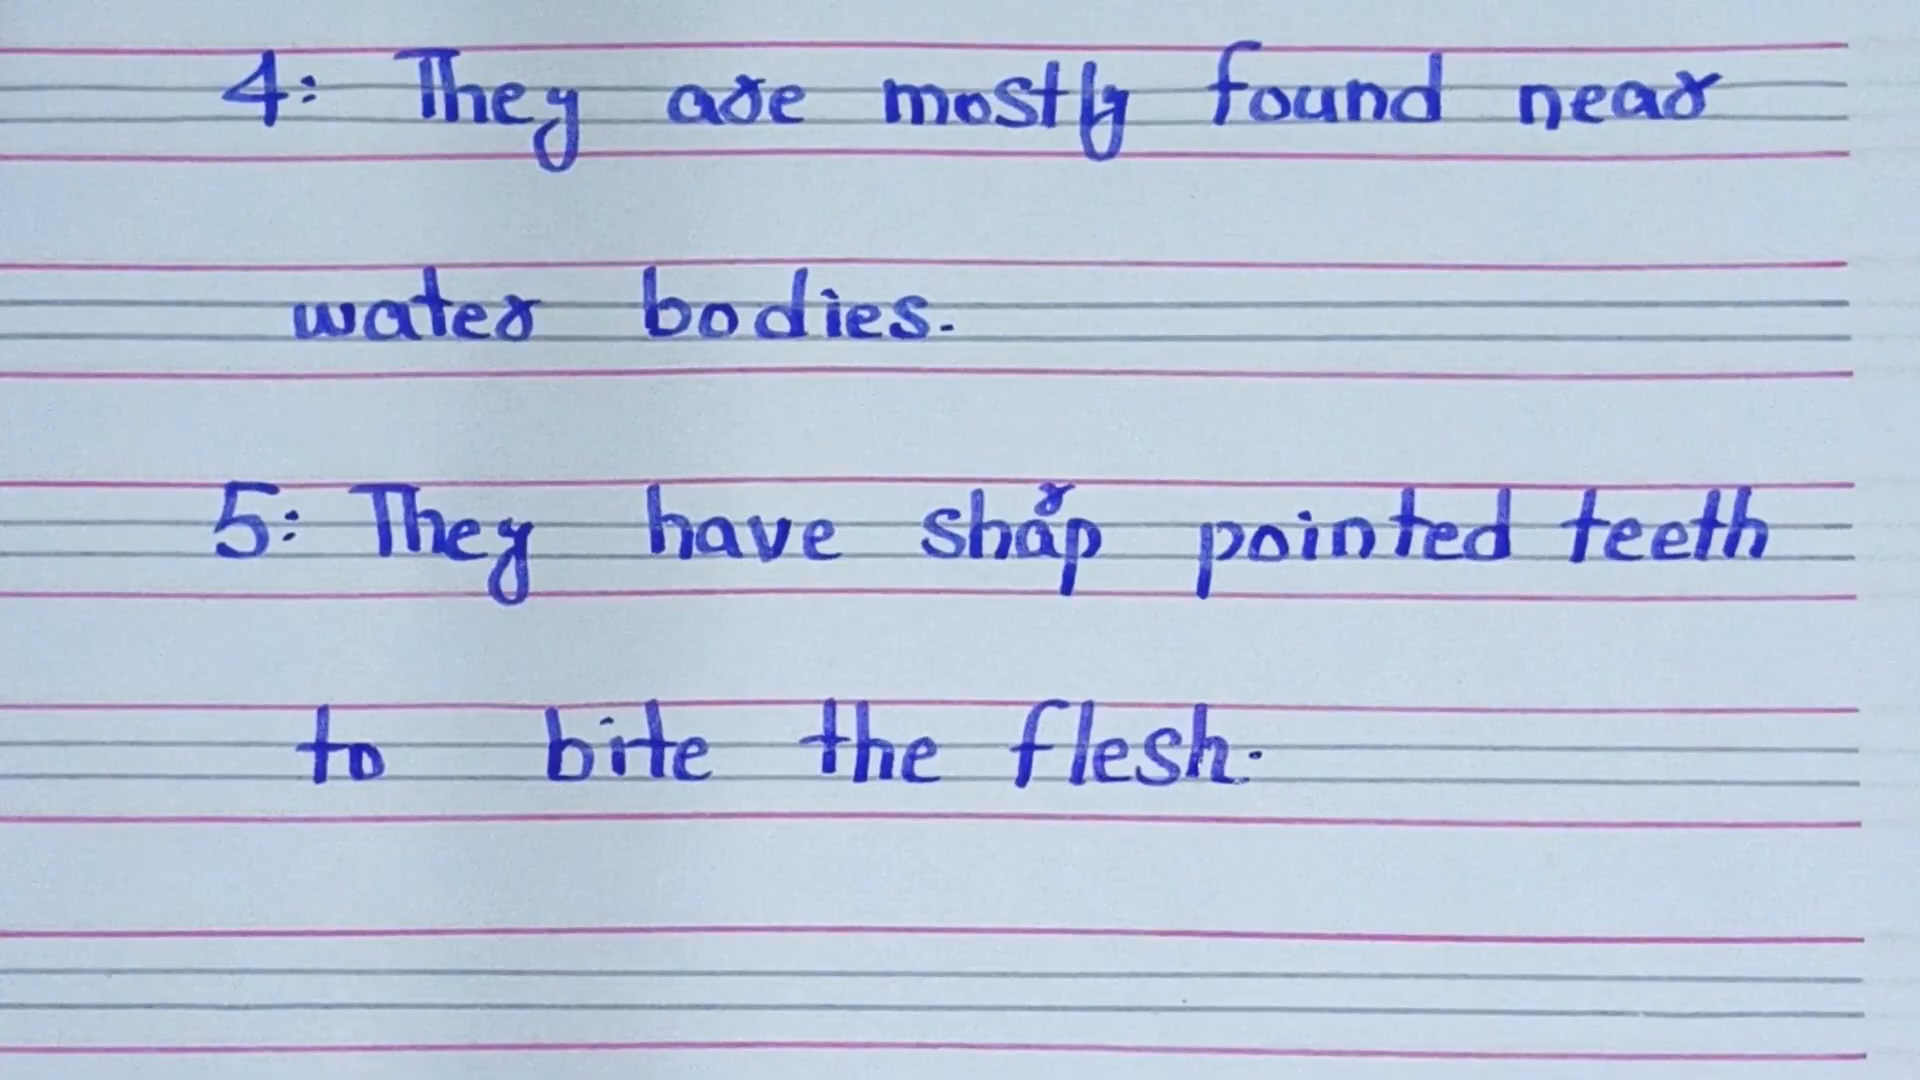 4: They are mostly found near
water bodies.
5: They have sharp pointed teeth
to bite the flesh.